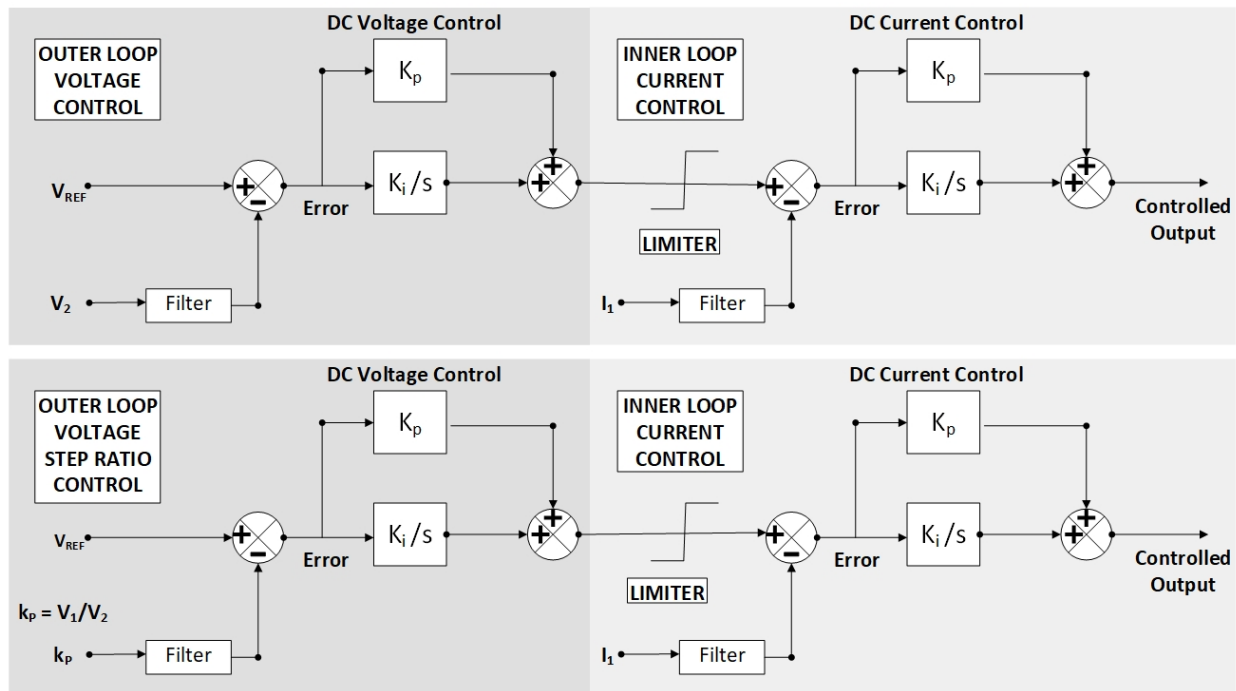 DC Voltage Control
DC Current Control
OUTER LOOP
VOLTAGE
CONTROL
Kp
INNER LOOP
CURRENT
CONTROL
Kp
VREF
+
−
Error
Ki/s
+
+
+
−
Error
Ki/s
+
+
Controlled
Output
LIMITER
V2
Filter
I1
Filter
DC Voltage Control
DC Current Control
OUTER LOOP
VOLTAGE
STEP RATIO
CONTROL
Kp
INNER LOOP
CURRENT
CONTROL
Kp
VREF
+
−
Error
Ki/s
+
+
+
−
Error
Ki/s
+
+
Controlled
Output
LIMITER
kP = V1/V2
kP
Filter
I1
Filter